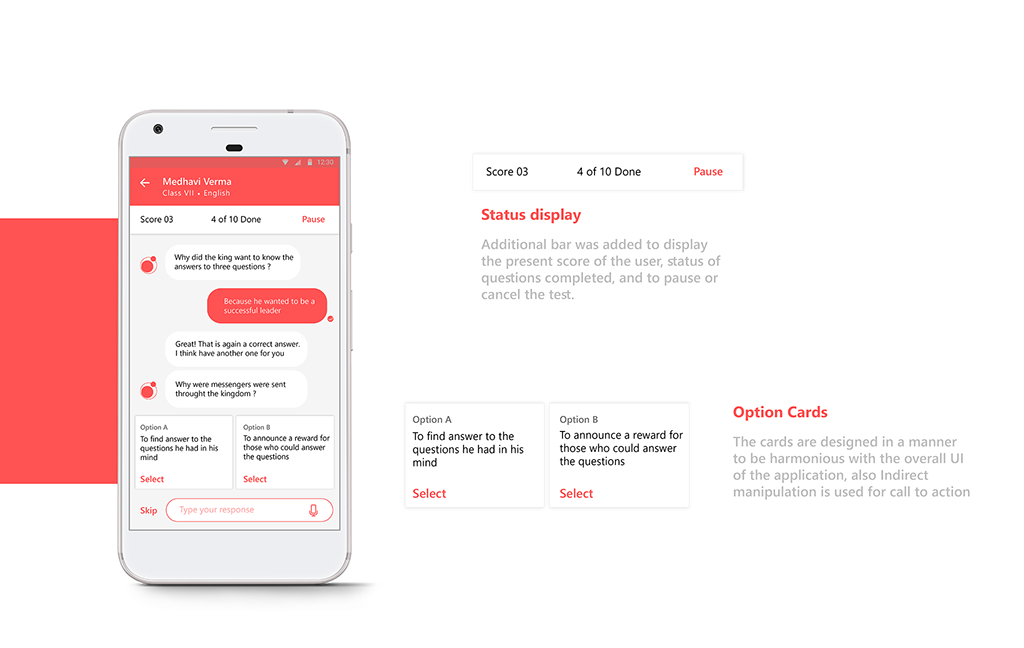 12:30
Medhavi Verma
Class VII • English
Score 03 4 of 10 Done Pause
Why did the king want to know the
answers to three questions ?
Because he wanted to be a
successful leader
Great! That is again a correct answer.
I think have another one for you
Why were messengers were sent
throught the kingdom ?
Option A
To find answer to the
questions he had in his
mind
Select
Option B
To announce a reward for
those who could answer
the questions
Select
Skip
Type your response
Score 03 4 of 10 Done Pause
Status display
Additional bar was added to display
the present score of the user, status of
questions completed, and to pause or
cancel the test.
Option A
To find answer to the
questions he had in his
mind
Select
Option B
To announce a reward for
those who could answer
the questions
Select
Option Cards
The cards are designed in a manner
to be harmonious with the overall UI
of the application, also Indirect
manipulation is used for call to action